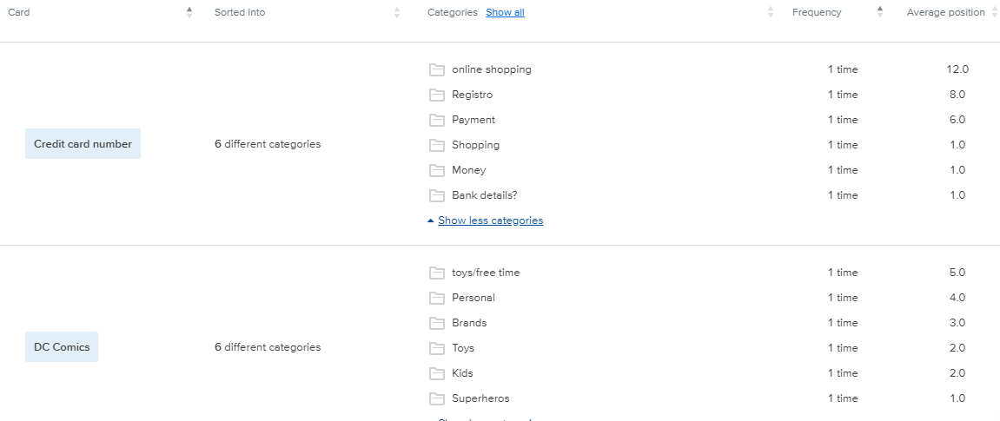 Card Sorted into Categories Show all Frequency Average position
online shopping 1 time 12.0
Registro 1 time 8.0
Payment 1 time 6.0
Credit card number 6 different categories Shopping 1 time 1.0
Money 1 time 1.0
Bank details? 1 time 1.0
Show less categories
toys/free time 1 time 5.0
Personal 1 time 4.0
Brands 1 time 3.0
DC Comics 6 different categories Toys 1 time 2.0
Kids 1 time 2.0
Superheros 1 time 1.0